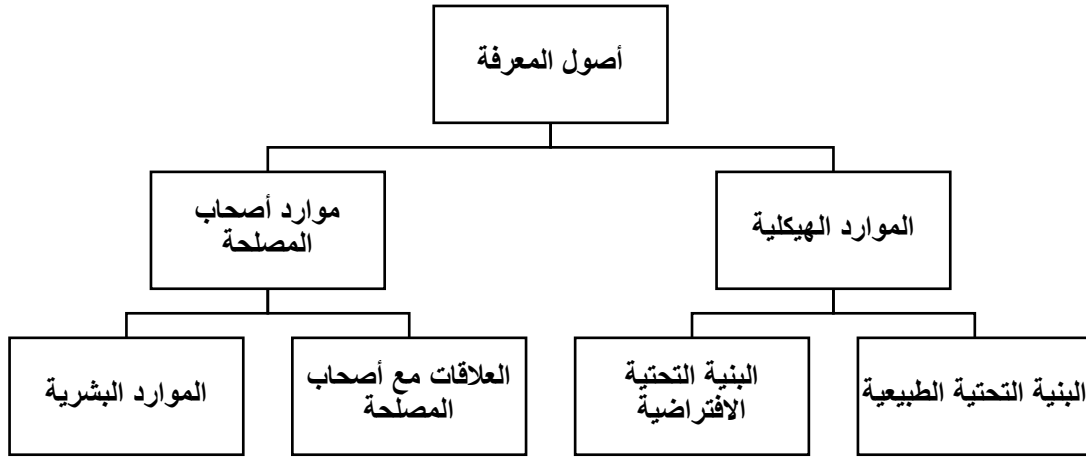 أصول المعرفة
الموارد الهيكلية
موارد أصحاب
المصلحة
البنية التحتية الطبيعية
البنية التحتية
الافتراضية
العلاقات مع أصحاب
المصلحة
الموارد البشرية